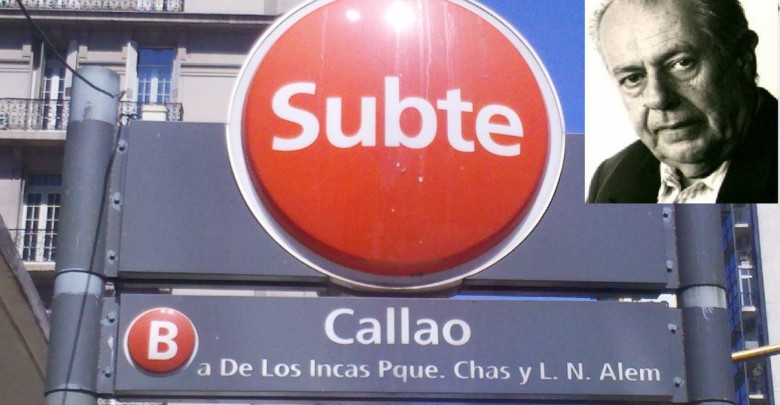 Subte
Callao
B
a De Los Incas Pque. Chas y L. N. Alem